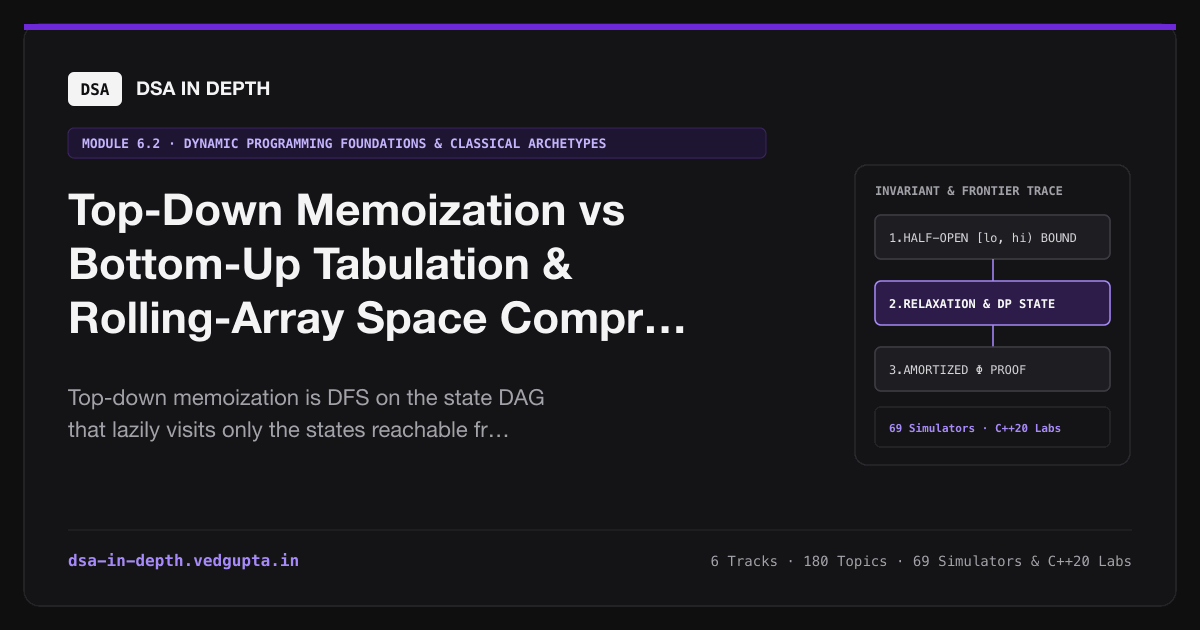 DSA DSA IN DEPTH
MODULE 6.2 · DYNAMIC PROGRAMMING FOUNDATIONS & CLASSICAL ARCHETYPES
Top-Down Memoization vs
Bottom-Up Tabulation &
Rolling-Array Space Compr…
Top-down memoization is DFS on the state DAG
that lazily visits only the states reachable fr…
INVARIANT & FRONTIER TRACE
1.HALF-OPEN [lo, hi) BOUND
2.RELAXATION & DP STATE
3.AMORTIZED Φ PROOF
69 Simulators · C++20 Labs
dsa-in-depth.vedgupta.in
6 Tracks · 180 Topics · 69 Simulators & C++20 Labs